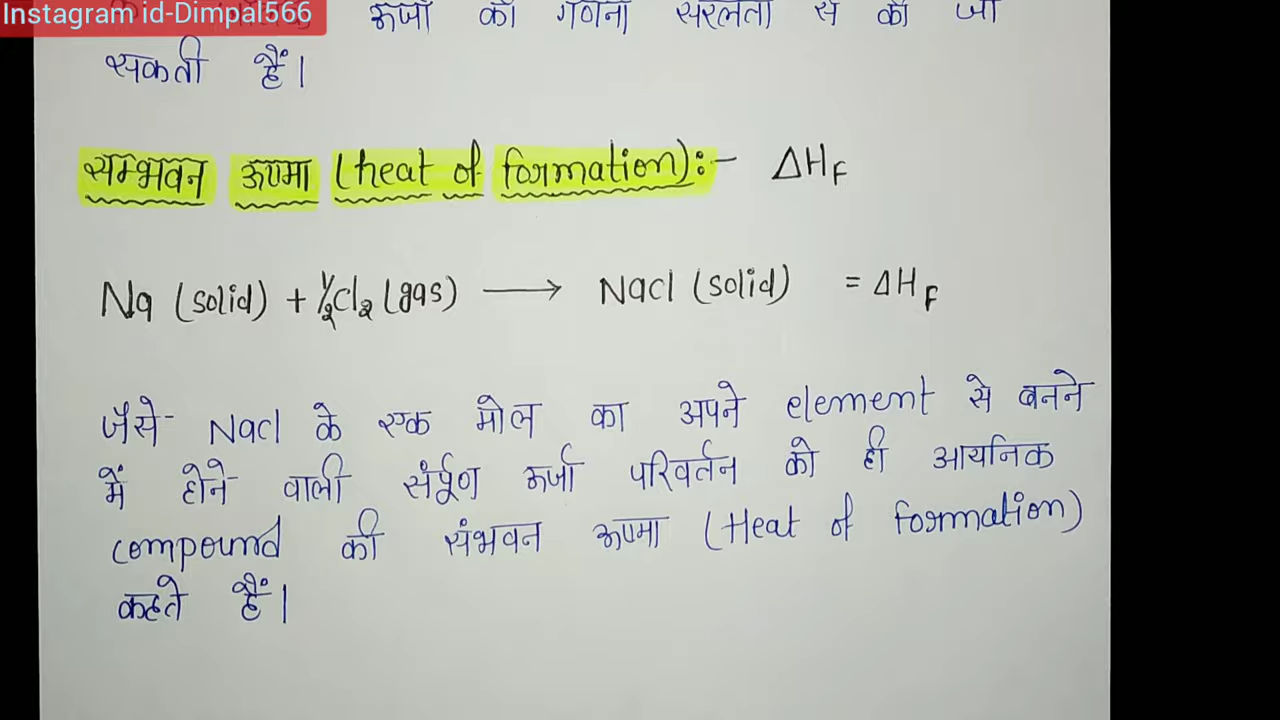 Instagram id-Dimpal566
ऊर्जा की गणना सरलता से की जा
सकती हैं।
सम्भवन ऊष्मा (heat of formation):- ΔHF
Na (solid) + 1/2Cl2 (gas) ⟶ Nacl (solid) = ΔHF
जैसे- Nacl के एक मोल का अपने element से बनने
में होने वाली संर्पूण ऊर्जा परिवर्तन को ही आयनिक
compound की संभवन ऊष्मा (Heat of formation)
कहते हैं।